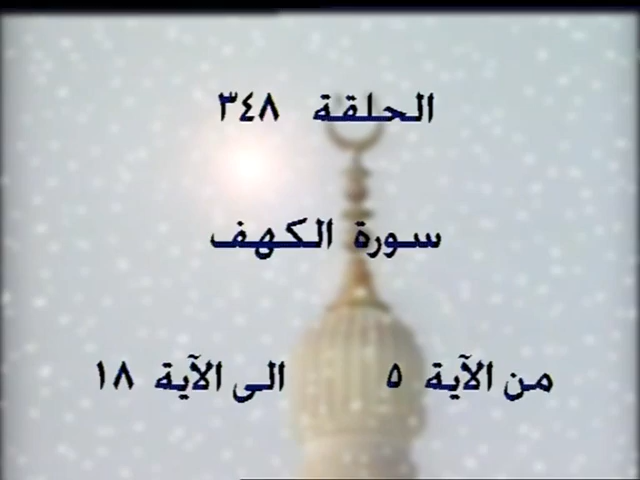 الحلقة ٣٤٨
سورة الكهف
من الآية ٥ الى الآية ١٨